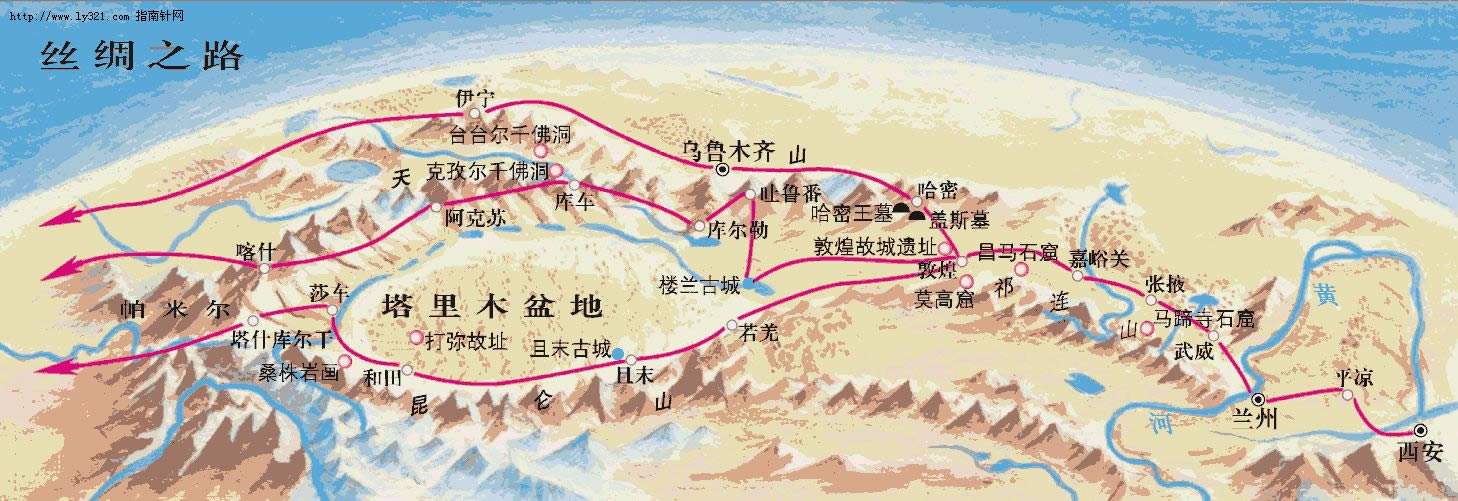 http://www.ly321.com 指南针网
丝绸之路
伊宁
台台尔千佛洞
克孜尔千佛洞
天
山
乌鲁木齐
吐鲁番
哈密
哈密王墓
盖斯墓
阿克苏
库车
库尔勒
敦煌故城遗址
敦煌
昌马石窟
嘉峪关
喀什
楼兰古城
莫高窟
祁
连
山
张掖
马蹄寺石窟
黄
河
莎车
帕米尔
塔里木盆地
塔什库尔干
打弥故址
且末古城
若羌
武威
桑株岩画
和田
且末
昆
仑
山
平凉
兰州
西安